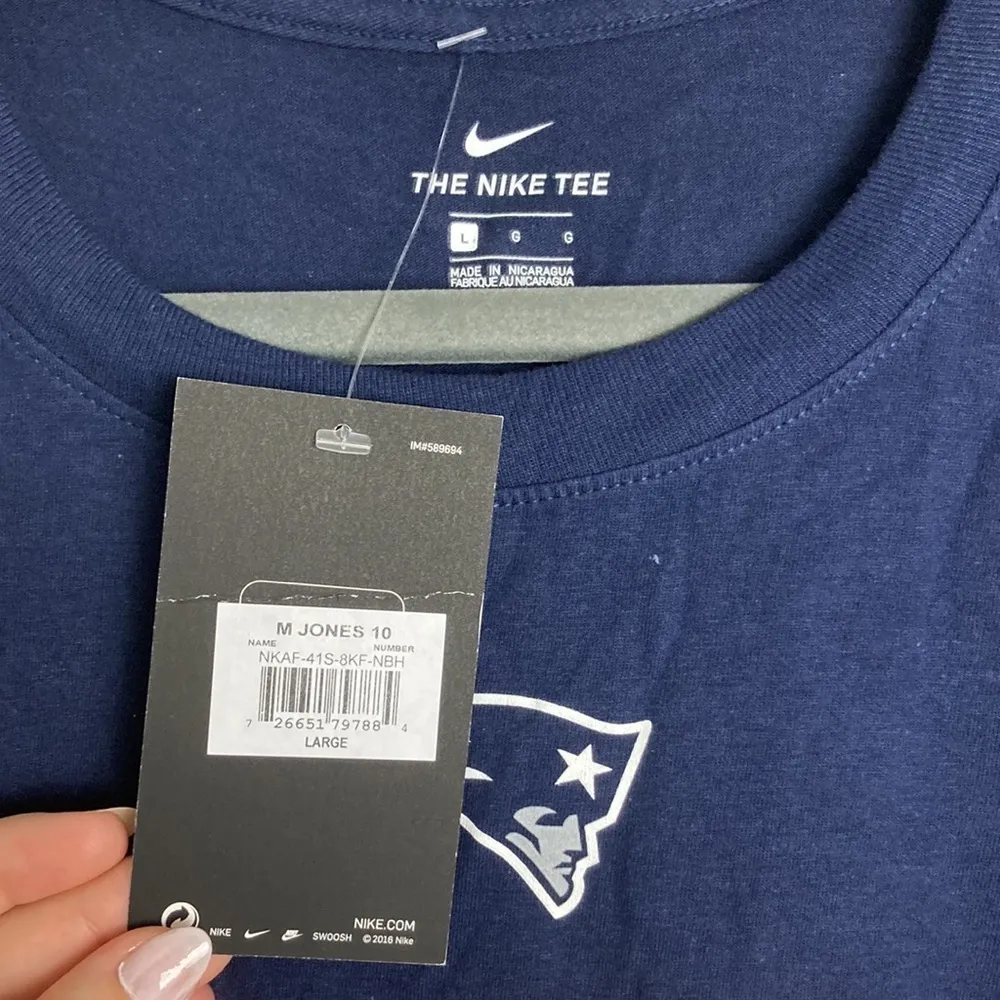 THE NIKE TEE
L G G
MADE IN NICARAGUA
FABRIQUE AU NICARAGUA
IM#589694
M JONES 10
NAME NUMBER
NKAF-41S-8KF-NBH
7 26651 79788 4
LARGE
NIKE.COM
NIKE SWOOSH © 2016 Nike